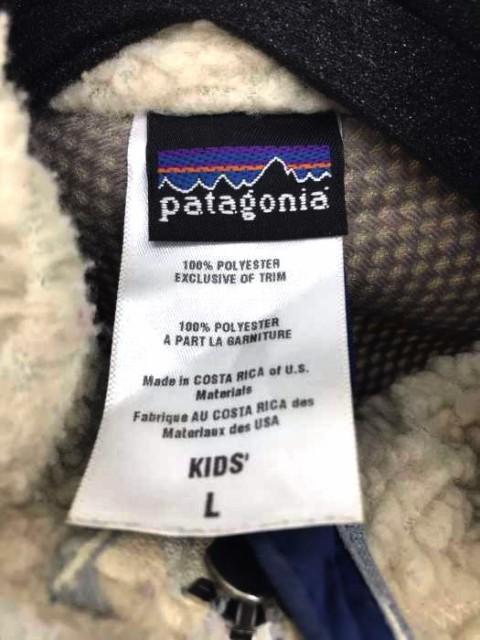 patagonia
100% POLYESTER
EXCLUSIVE OF TRIM
100% POLYESTER
À PART LA GARNITURE
Made in COSTA RICA of U.S.
Materials
Fabrique AU COSTA RICA des
Materiaux des USA
KIDS'
L